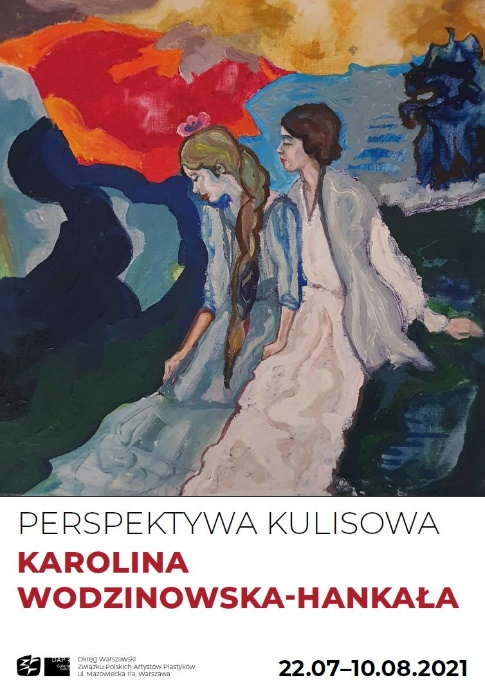 PERSPEKTYWA KULISOWA
KAROLINA
WODZINOWSKA-HANKAŁA
DAP
Okręg Warszawski
Związku Polskich Artystów Plastyków
ul. Mazowiecka 11a, Warszawa
22.07–10.08.2021